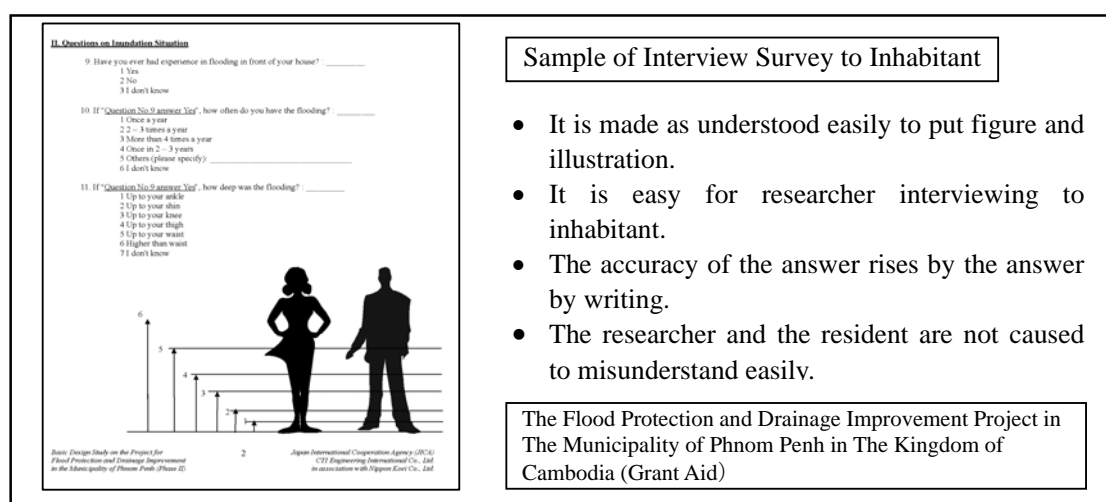 II. Questions on Inundation Situation
9. Have you ever had experience in flooding in front of your house? : ________
1 Yes
2 No
3 I don't know
10. If "Question No.9 answer Yes", how often do you have the flooding? : ________
1 Once a year
2 2 – 3 times a year
3 More than 4 times a year
4 Once in 2 – 3 years
5 Others (please specify): ________________________________
6 I don't know
11. If "Question No.9 answer Yes", how deep was the flooding? : ________
1 Up to your ankle
2 Up to your shin
3 Up to your knee
4 Up to your thigh
5 Up to your waist
6 Higher than waist
7 I don't know
6
5
4
3
2
1
Basic Design Study on the Project for
Flood Protection and Drainage Improvement
in the Municipality of Phnom Penh (Phase II)
2
Japan International Cooperation Agency (JICA)
CTI Engineering International Co., Ltd.
in association with Nippon Koei Co., Ltd.
Sample of Interview Survey to Inhabitant
• It is made as understood easily to put figure and
illustration.
• It is easy for researcher interviewing to
inhabitant.
• The accuracy of the answer rises by the answer
by writing.
• The researcher and the resident are not caused
to misunderstand easily.
The Flood Protection and Drainage Improvement Project in
The Municipality of Phnom Penh in The Kingdom of
Cambodia (Grant Aid)